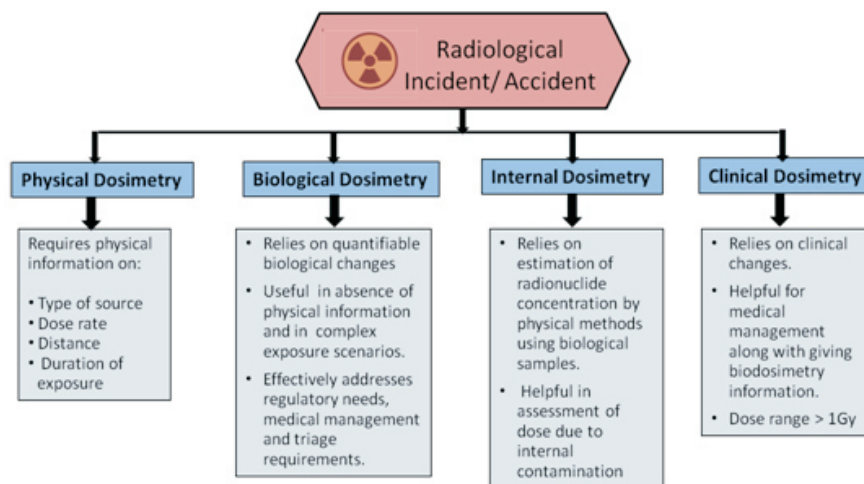 Radiological
Incident/ Accident
Physical Dosimetry
Requires physical
information on:
• Type of source
• Dose rate
• Distance
• Duration of
exposure
Biological Dosimetry
• Relies on quantifiable
biological changes
• Useful in absence of
physical information
and in complex
exposure scenarios.
• Effectively addresses
regulatory needs,
medical management
and triage
requirements.
Internal Dosimetry
• Relies on
estimation of
radionuclide
concentration by
physical methods
using biological
samples.
• Helpful in
assessment of
dose due to
internal
contamination
Clinical Dosimetry
• Relies on clinical
changes.
• Helpful for
medical
management
along with giving
biodosimetry
information.
• Dose range > 1Gy